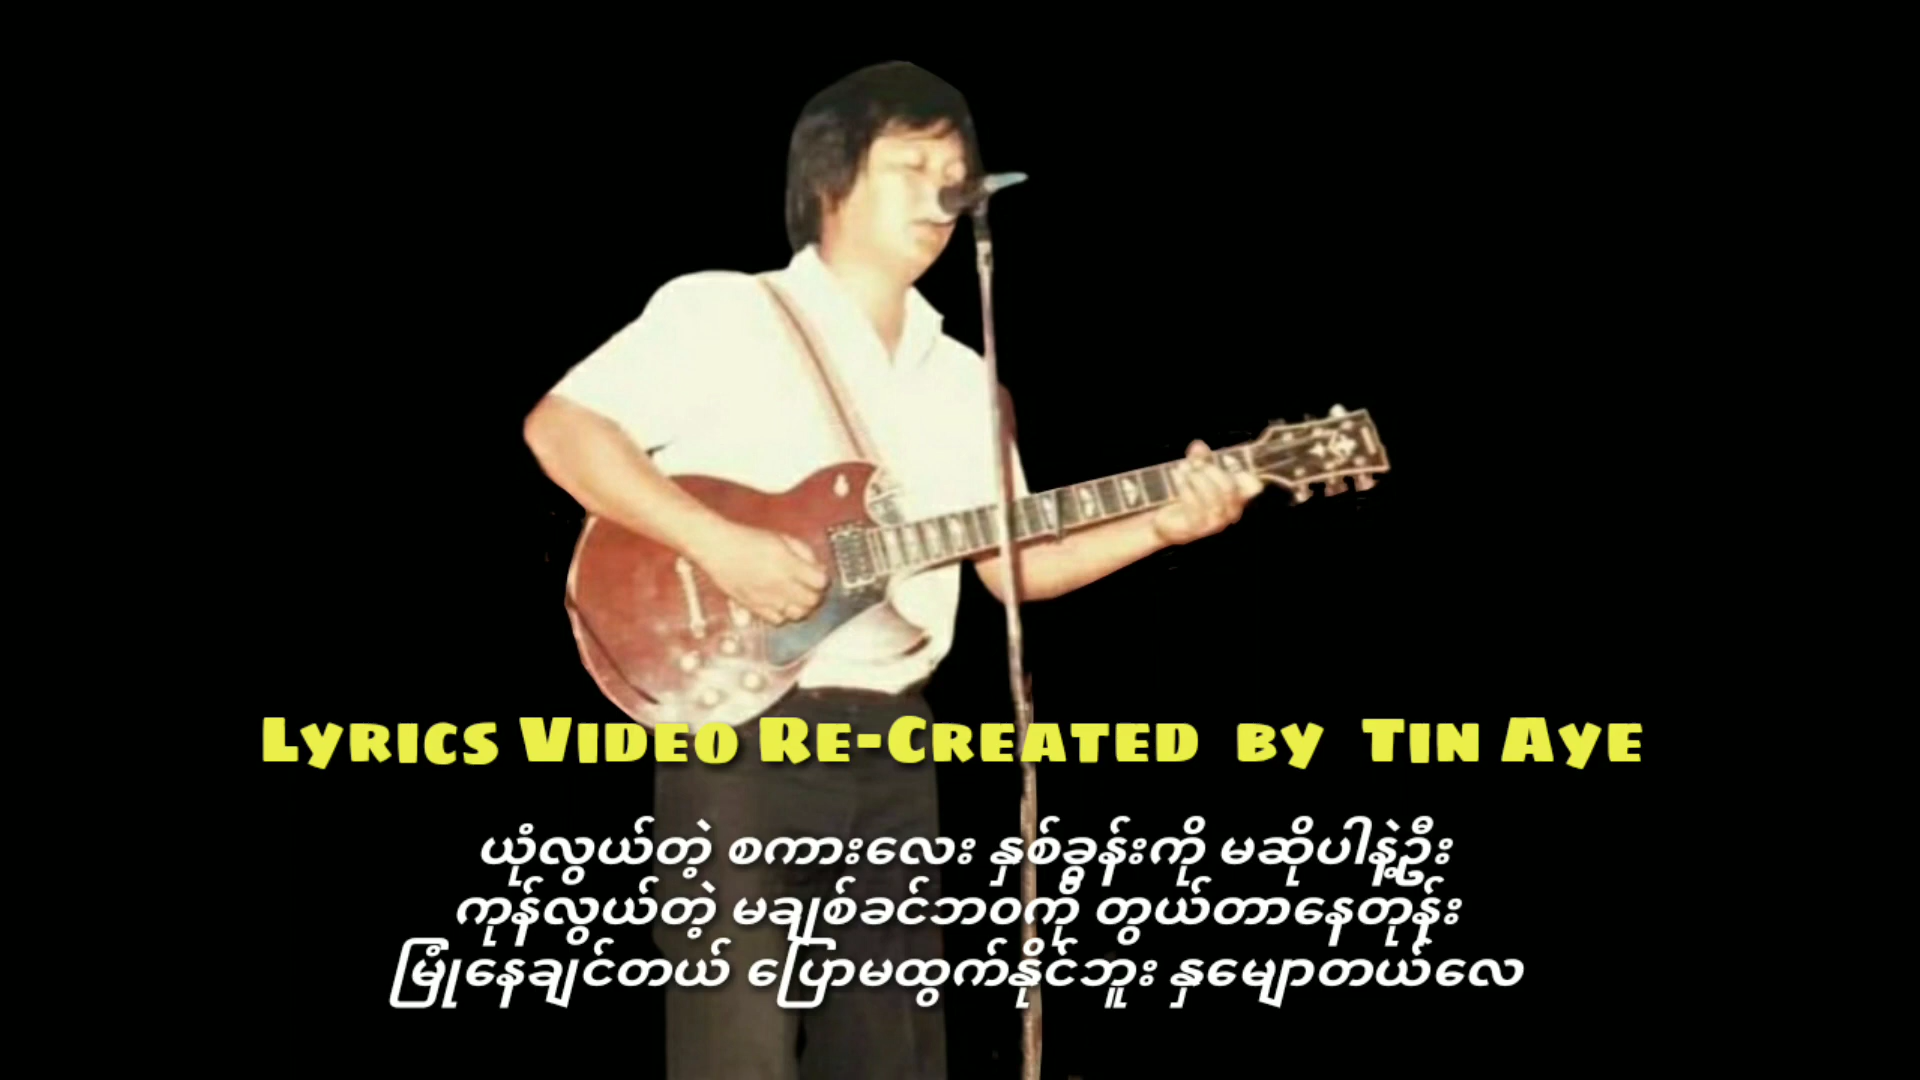 Lyrics Video Re-Created by Tin Aye
ယုံလွယ်တဲ့ စကားလေး နှစ်ခွန်းကို မဆိုပါနဲ့ဦး
ကုန်လွယ်တဲ့ မချစ်ခင်ဘဝကို တွယ်တာနေတုန်း
မြုံနေချင်တယ် ပြောမထွက်နိုင်ဘူး နှမျောတယ်လေ